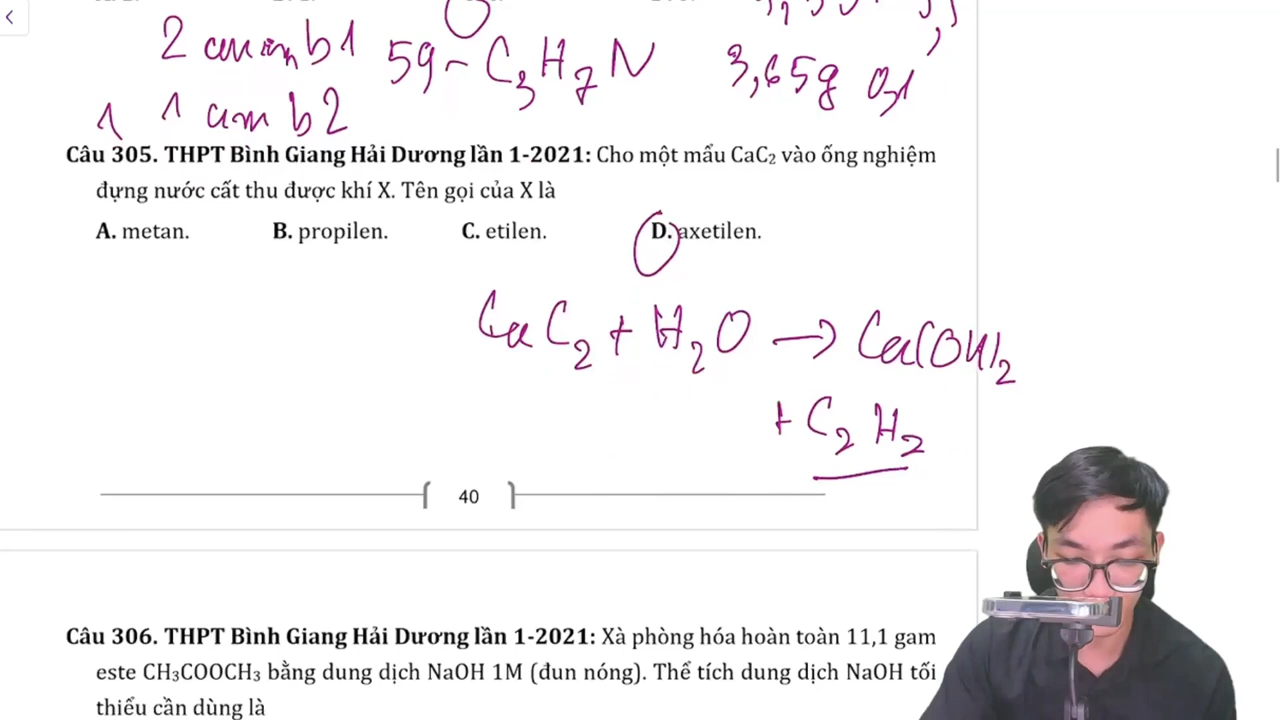 2 amin b1
59 - C3H7N
3,65g 0,1
1 1 amin b2
Câu 305. THPT Bình Giang Hải Dương lần 1-2021: Cho một mẩu CaC₂ vào ống nghiệm
đựng nước cất thu được khí X. Tên gọi của X là
A. metan. B. propilen. C. etilen. D. axetilen.
CaC2 + H2O → Ca(OH)2
+ C2H2
40
Câu 306. THPT Bình Giang Hải Dương lần 1-2021: Xà phòng hóa hoàn toàn 11,1 gam
este CH₃COOCH₃ bằng dung dịch NaOH 1M (đun nóng). Thể tích dung dịch NaOH tối
thiểu cần dùng là